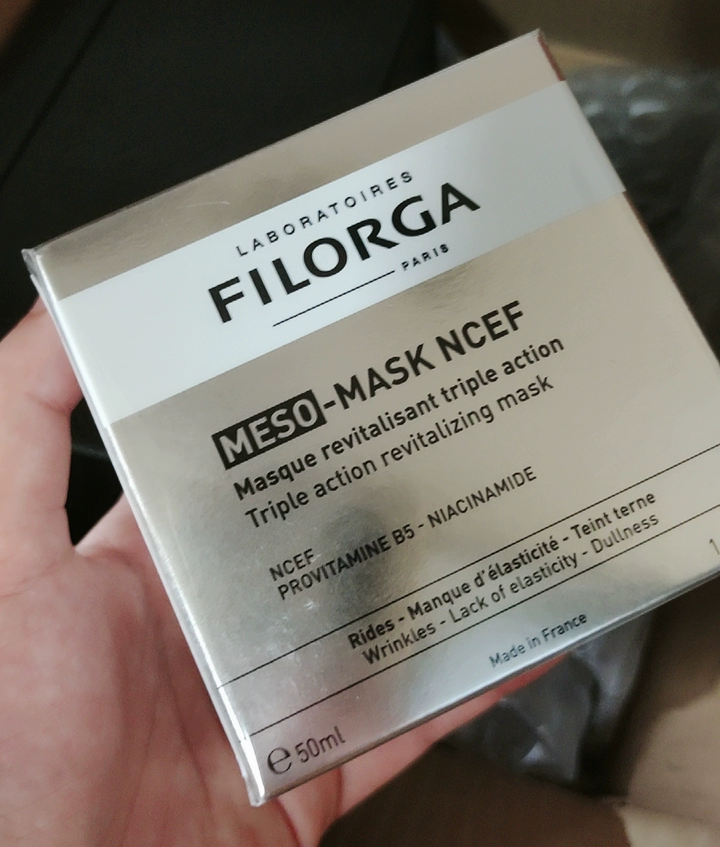 LABORATOIRES
FILORGA
PARIS
MESO-MASK NCEF
Masque revitalisant triple action
Triple action revitalizing mask
NCEF
PROVITAMINE B5 - NIACINAMIDE
Rides - Manque d'élasticité - Teint terne
Wrinkles - Lack of elasticity - Dullness
Made in France
℮ 50ml